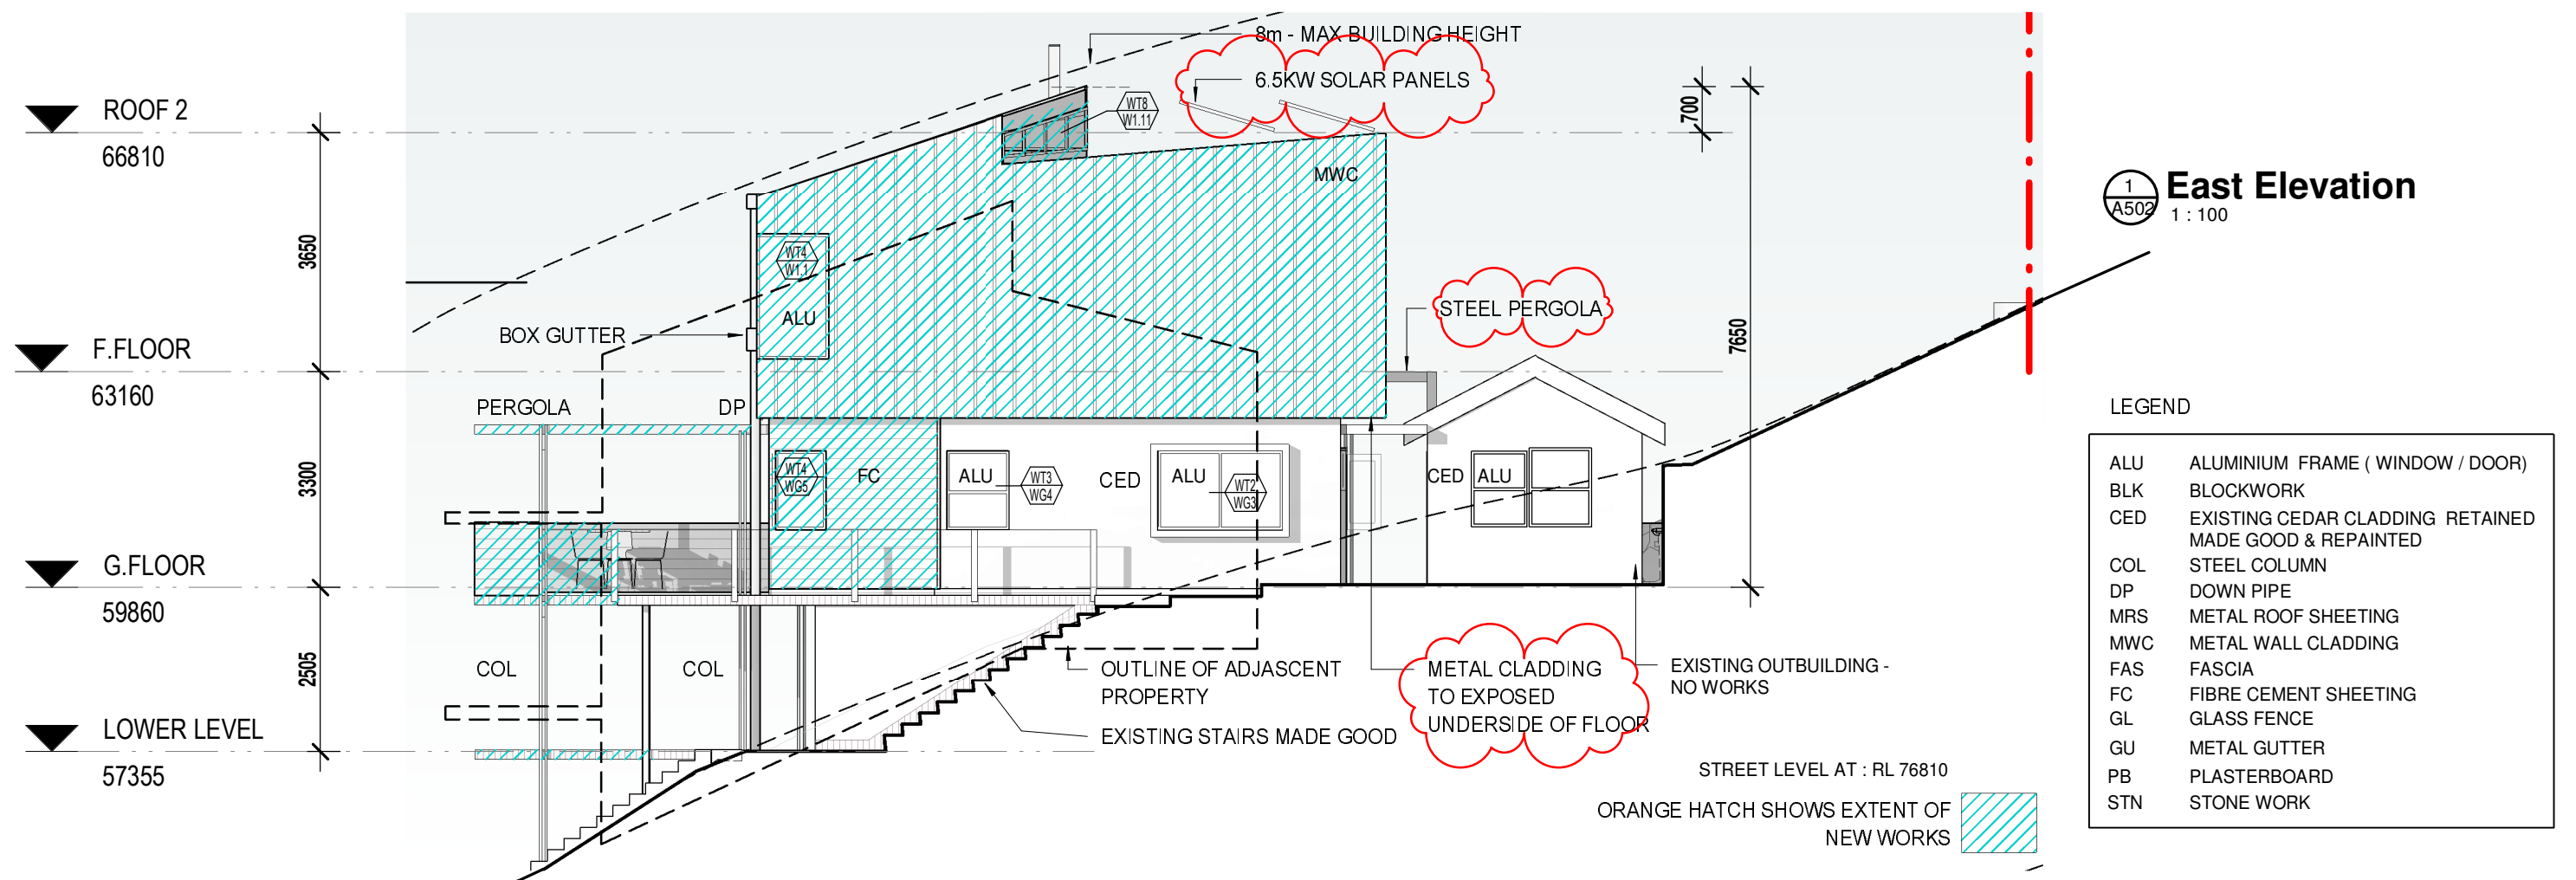 8m - MAX BUILDING HEIGHT
6.5KW SOLAR PANELS
ROOF 2
66810
WT8
W1.11
700
MWC
1
A502
East Elevation
1 : 100
3650
WT4
W1.1
ALU
BOX GUTTER
STEEL PERGOLA
7650
F.FLOOR
63160
PERGOLA
DP
LEGEND
3300
WT4
WG5
FC
ALU
WT3
WG4
CED
ALU
WT2
WG3
CED
ALU
ALU ALUMINIUM FRAME ( WINDOW / DOOR)
BLK BLOCKWORK
CED EXISTING CEDAR CLADDING RETAINED
MADE GOOD & REPAINTED
COL STEEL COLUMN
DP DOWN PIPE
MRS METAL ROOF SHEETING
MWC METAL WALL CLADDING
FAS FASCIA
FC FIBRE CEMENT SHEETING
GL GLASS FENCE
GU METAL GUTTER
PB PLASTERBOARD
STN STONE WORK
G.FLOOR
59860
2505
COL
COL
OUTLINE OF ADJASCENT
PROPERTY
METAL CLADDING
TO EXPOSED
UNDERSIDE OF FLOOR
EXISTING OUTBUILDING -
NO WORKS
EXISTING STAIRS MADE GOOD
LOWER LEVEL
57355
STREET LEVEL AT : RL 76810
ORANGE HATCH SHOWS EXTENT OF
NEW WORKS